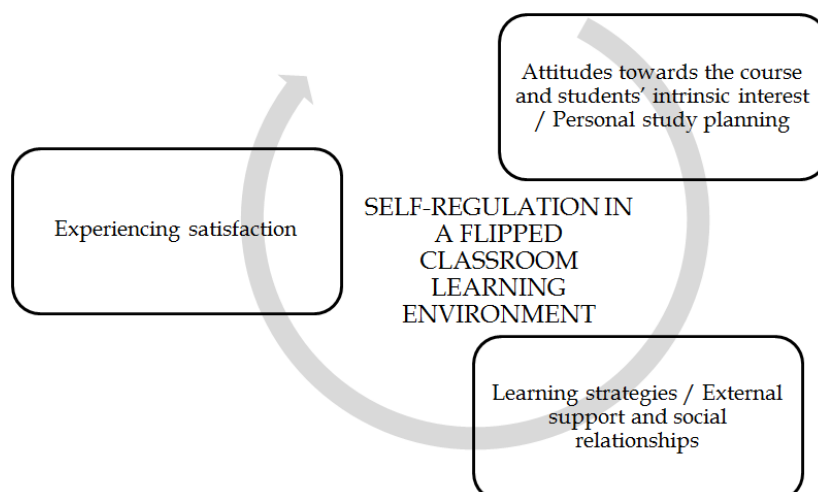 Attitudes towards the course
and students' intrinsic interest
/ Personal study planning
Experiencing satisfaction
SELF-REGULATION IN
A FLIPPED
CLASSROOM
LEARNING
ENVIRONMENT
Learning strategies / External
support and social
relationships